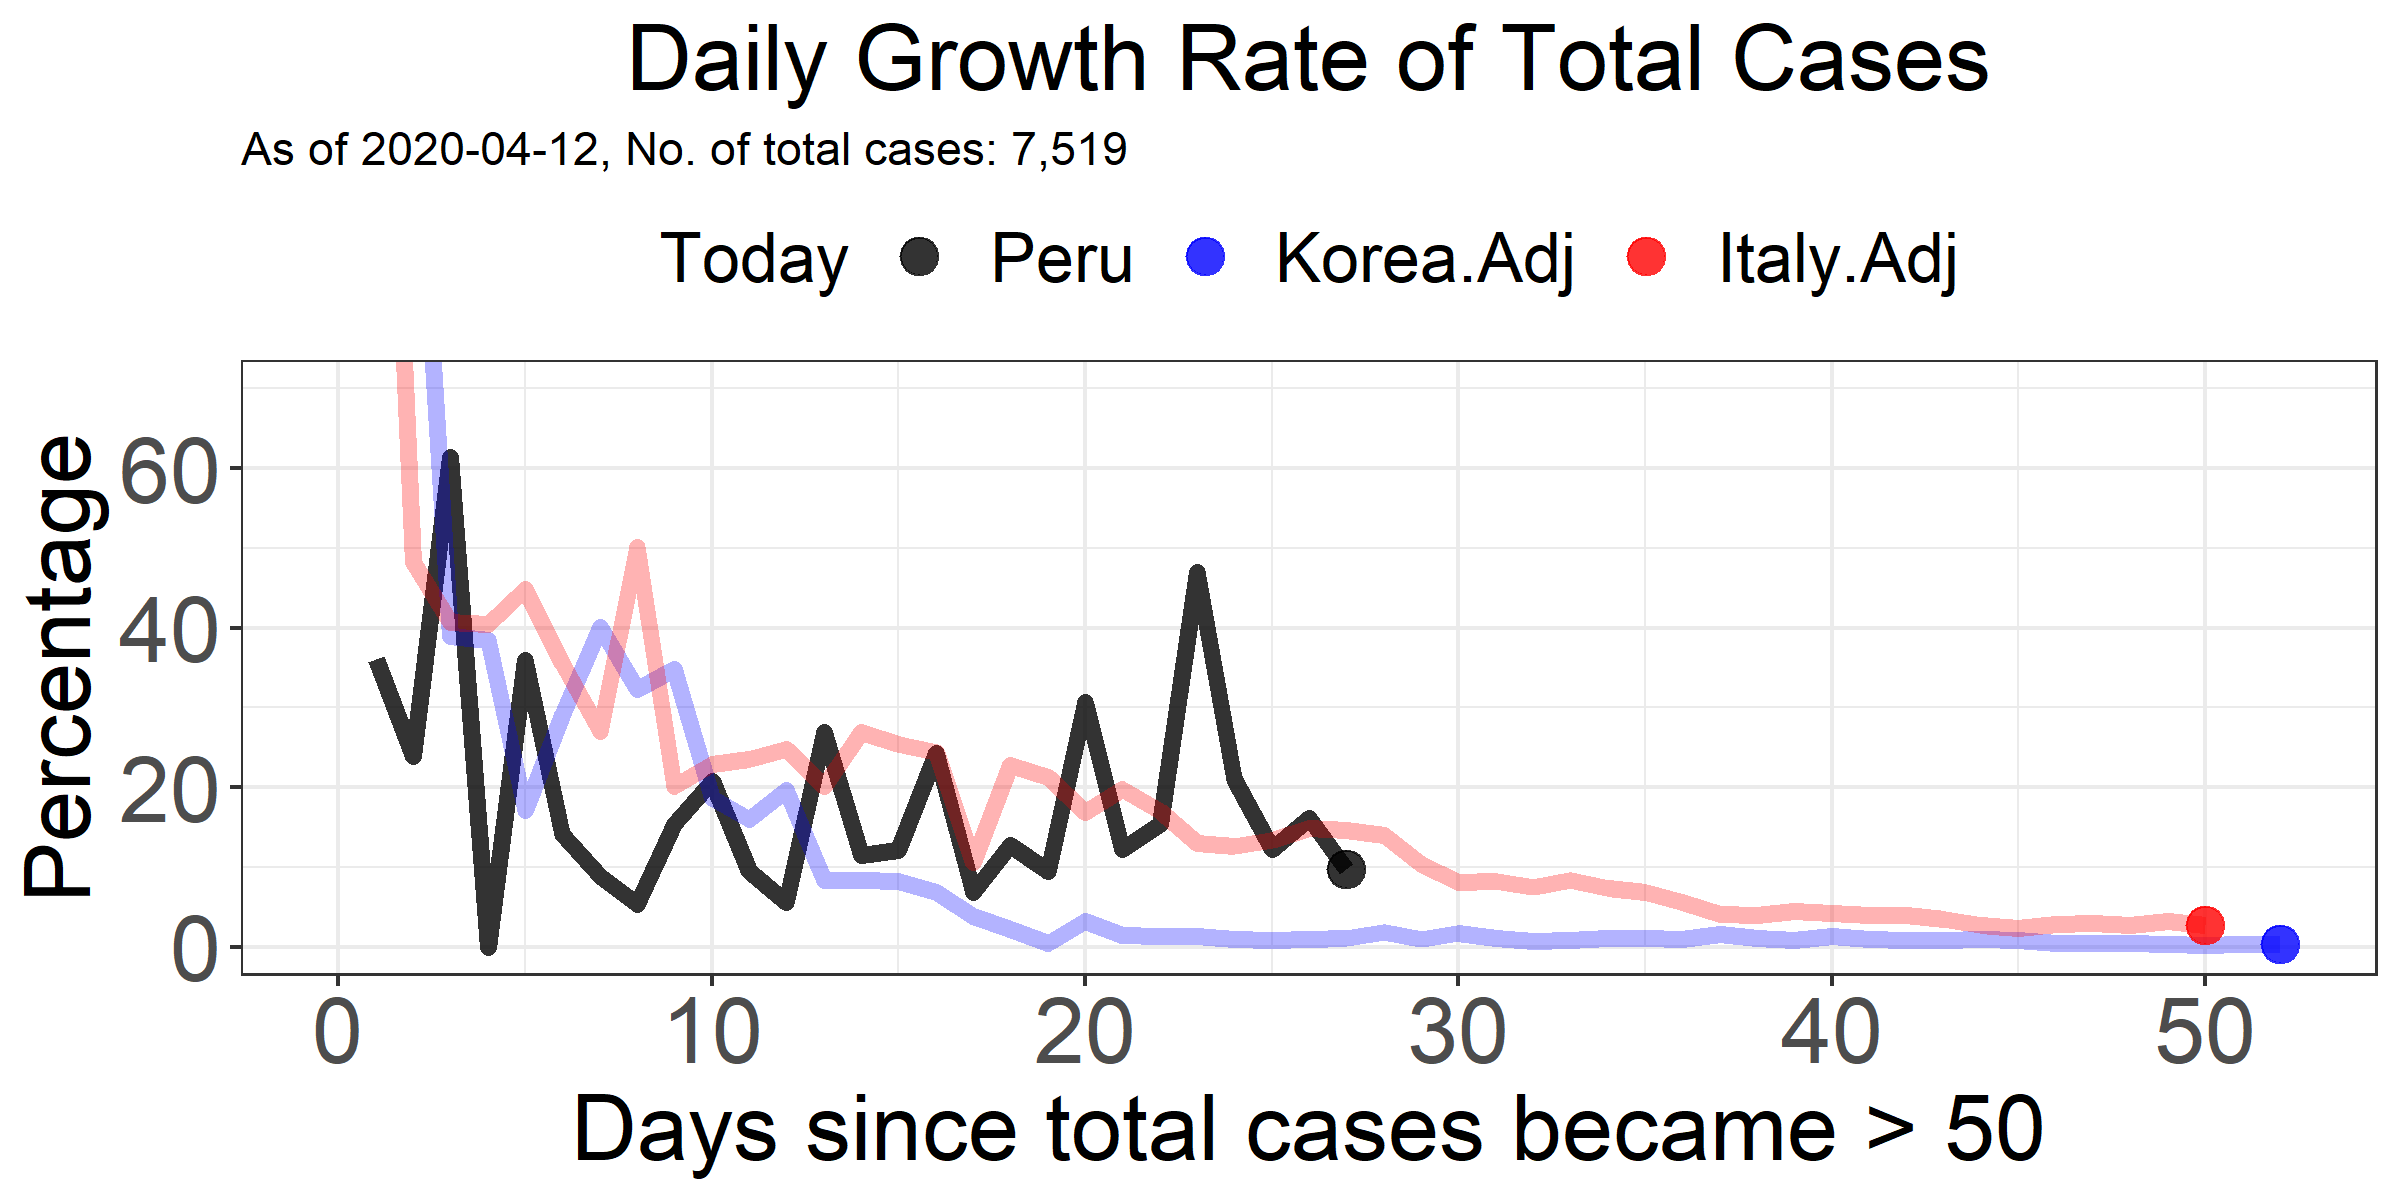 Daily Growth Rate of Total Cases
As of 2020-04-12, No. of total cases: 7,519
Today Peru Korea.Adj Italy.Adj
Percentage
60
40
20
0
0 10 20 30 40 50
Days since total cases became > 50